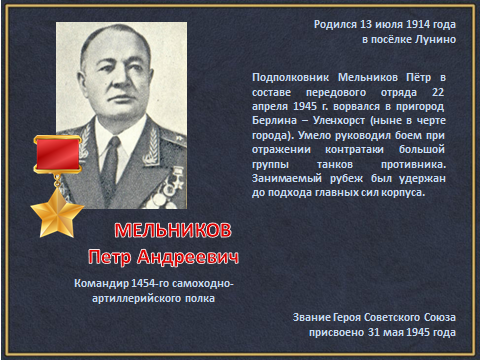 Родился 13 июля 1914 года
в посёлке Лунино
Подполковник Мельников Пётр в
составе передового отряда 22
апреля 1945 г. ворвался в пригород
Берлина – Уленхорст (ныне в черте
города). Умело руководил боем при
отражении контратаки большой
группы танков противника.
Занимаемый рубеж был удержан
до подхода главных сил корпуса.
МЕЛЬНИКОВ
Петр Андреевич
Командир 1454-го самоходно-
артиллерийского полка
Звание Героя Советского Союза
присвоено 31 мая 1945 года